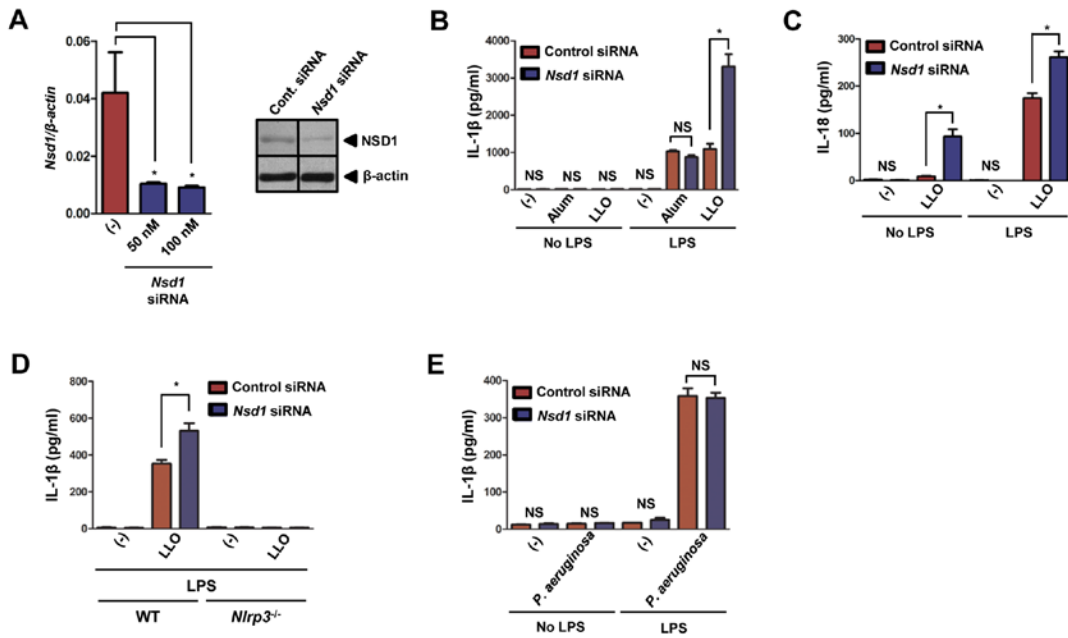 A
Nsd1/β-actin
0.06
0.04
0.02
0.00
*
*
(-)
50 nM
100 nM
Nsd1
siRNA
Cont. siRNA
Nsd1 siRNA
NSD1
β-actin
B
IL-1β (pg/ml)
4000
3000
2000
1000
0
Control siRNA
Nsd1 siRNA
NS
NS
NS
NS
NS
*
(-)
Alum
LLO
(-)
Alum
LLO
No LPS
LPS
C
IL-18 (pg/ml)
300
200
100
0
Control siRNA
Nsd1 siRNA
NS
*
NS
*
(-)
LLO
(-)
LLO
No LPS
LPS
D
IL-1β (pg/ml)
800
600
400
200
0
Control siRNA
Nsd1 siRNA
*
(-)
LLO
(-)
LLO
LPS
WT
Nlrp3-/-
E
IL-1β (pg/ml)
400
300
200
100
0
Control siRNA
Nsd1 siRNA
NS
NS
NS
NS
(-)
P. aeruginosa
(-)
P. aeruginosa
No LPS
LPS